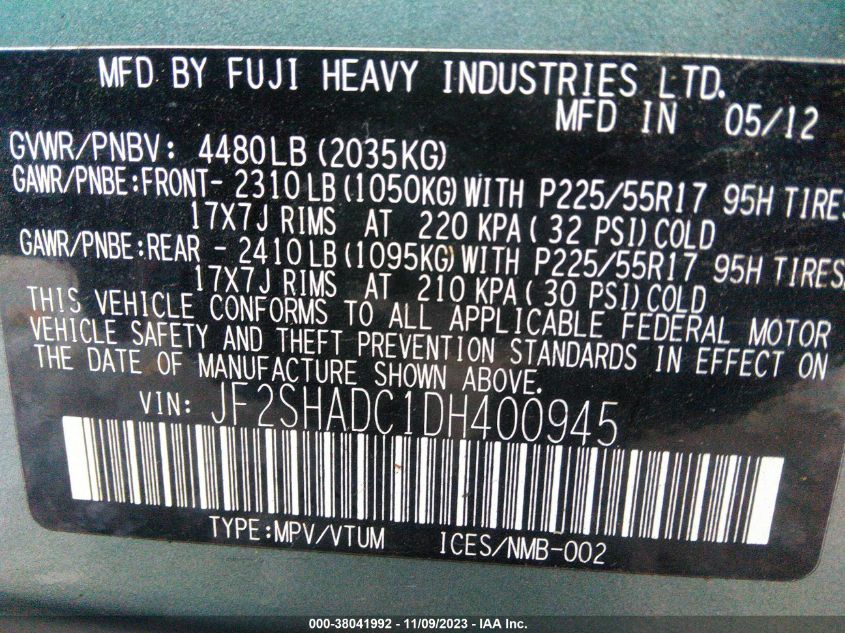 MFD BY FUJI HEAVY INDUSTRIES LTD.
MFD IN 05/12
GVWR/PNBV: 4480LB (2035KG)
GAWR/PNBE:FRONT- 2310 LB (1050KG) WITH P225/55R17 95H TIRES
17X7J RIMS AT 220 KPA ( 32 PSI) COLD
GAWR/PNBE:REAR - 2410 LB (1095KG) WITH P225/55R17 95H TIRES
17X7J RIMS AT 210 KPA ( 30 PSI) COLD
THIS VEHICLE CONFORMS TO ALL APPLICABLE FEDERAL MOTOR
VEHICLE SAFETY AND THEFT PREVENTION STANDARDS IN EFFECT ON
THE DATE OF MANUFACTURE SHOWN ABOVE.
VIN: JF2SHADC1DH400945
TYPE:MPV/VTUM ICES/NMB-002
000-38041992 - 11/09/2023 - IAA Inc.